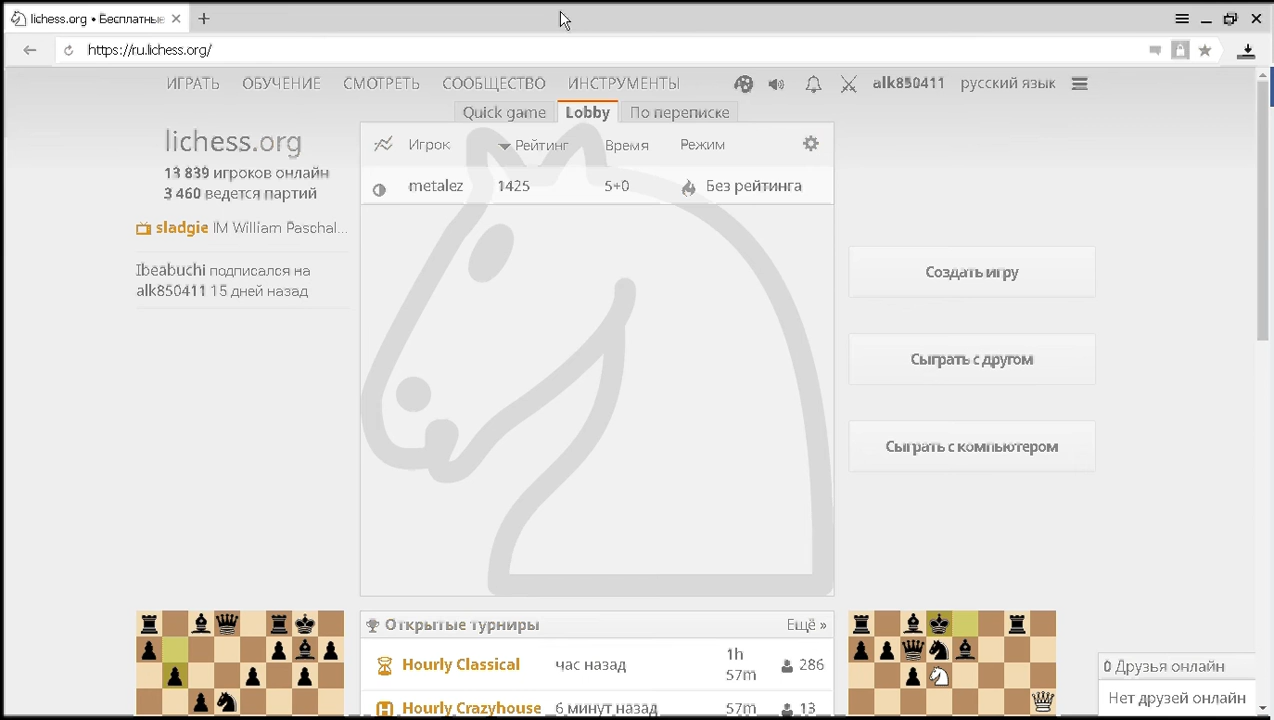 lichess.org • Бесплатные
https://ru.lichess.org/
ИГРАТЬ ОБУЧЕНИЕ СМОТРЕТЬ СООБЩЕСТВО ИНСТРУМЕНТЫ alk850411 русский язык
Quick game Lobby По переписке
lichess.org
13 839 игроков онлайн
3 460 ведется партий
sladgie IM William Paschal...
Ibeabuchi подписался на
alk850411 15 дней назад
Игрок Рейтинг Время Режим
metalez 1425 5+0 Без рейтинга
Создать игру
Сыграть с другом
Сыграть с компьютером
Открытые турниры Ещё »
Hourly Classical час назад 1h 57m 286
Hourly Crazyhouse 6 минут назад 57m 13
0 Друзья онлайн
Нет друзей онлайн